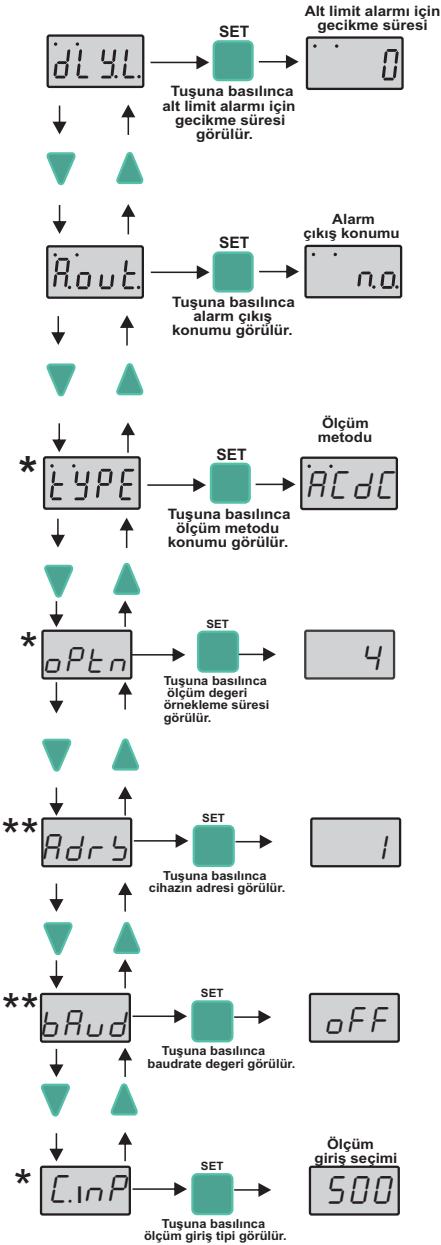 Alt limit alarmı için
gecikme süresi
SET
dLY.L.
0
Tuşuna basılınca
alt limit alarmı için
gecikme süresi
görülür.
Alarm
çıkış konumu
SET
A.out.
n.o.
Tuşuna basılınca
alarm çıkış
konumu görülür.
Ölçüm
metodu
SET
* tYPE
ACdC
Tuşuna basılınca
ölçüm metodu
konumu görülür.
SET
* oPtn
4
Tuşuna basılınca
ölçüm degeri
örnekleme süresi
görülür.
SET
** Adrs
1
Tuşuna basılınca
cihazın adresi görülür.
SET
** bAud
oFF
Tuşuna basılınca
baudrate degeri görülür.
Ölçüm
giriş seçimi
SET
* C.InP
500
Tuşuna basılınca
ölçüm giriş tipi görülür.